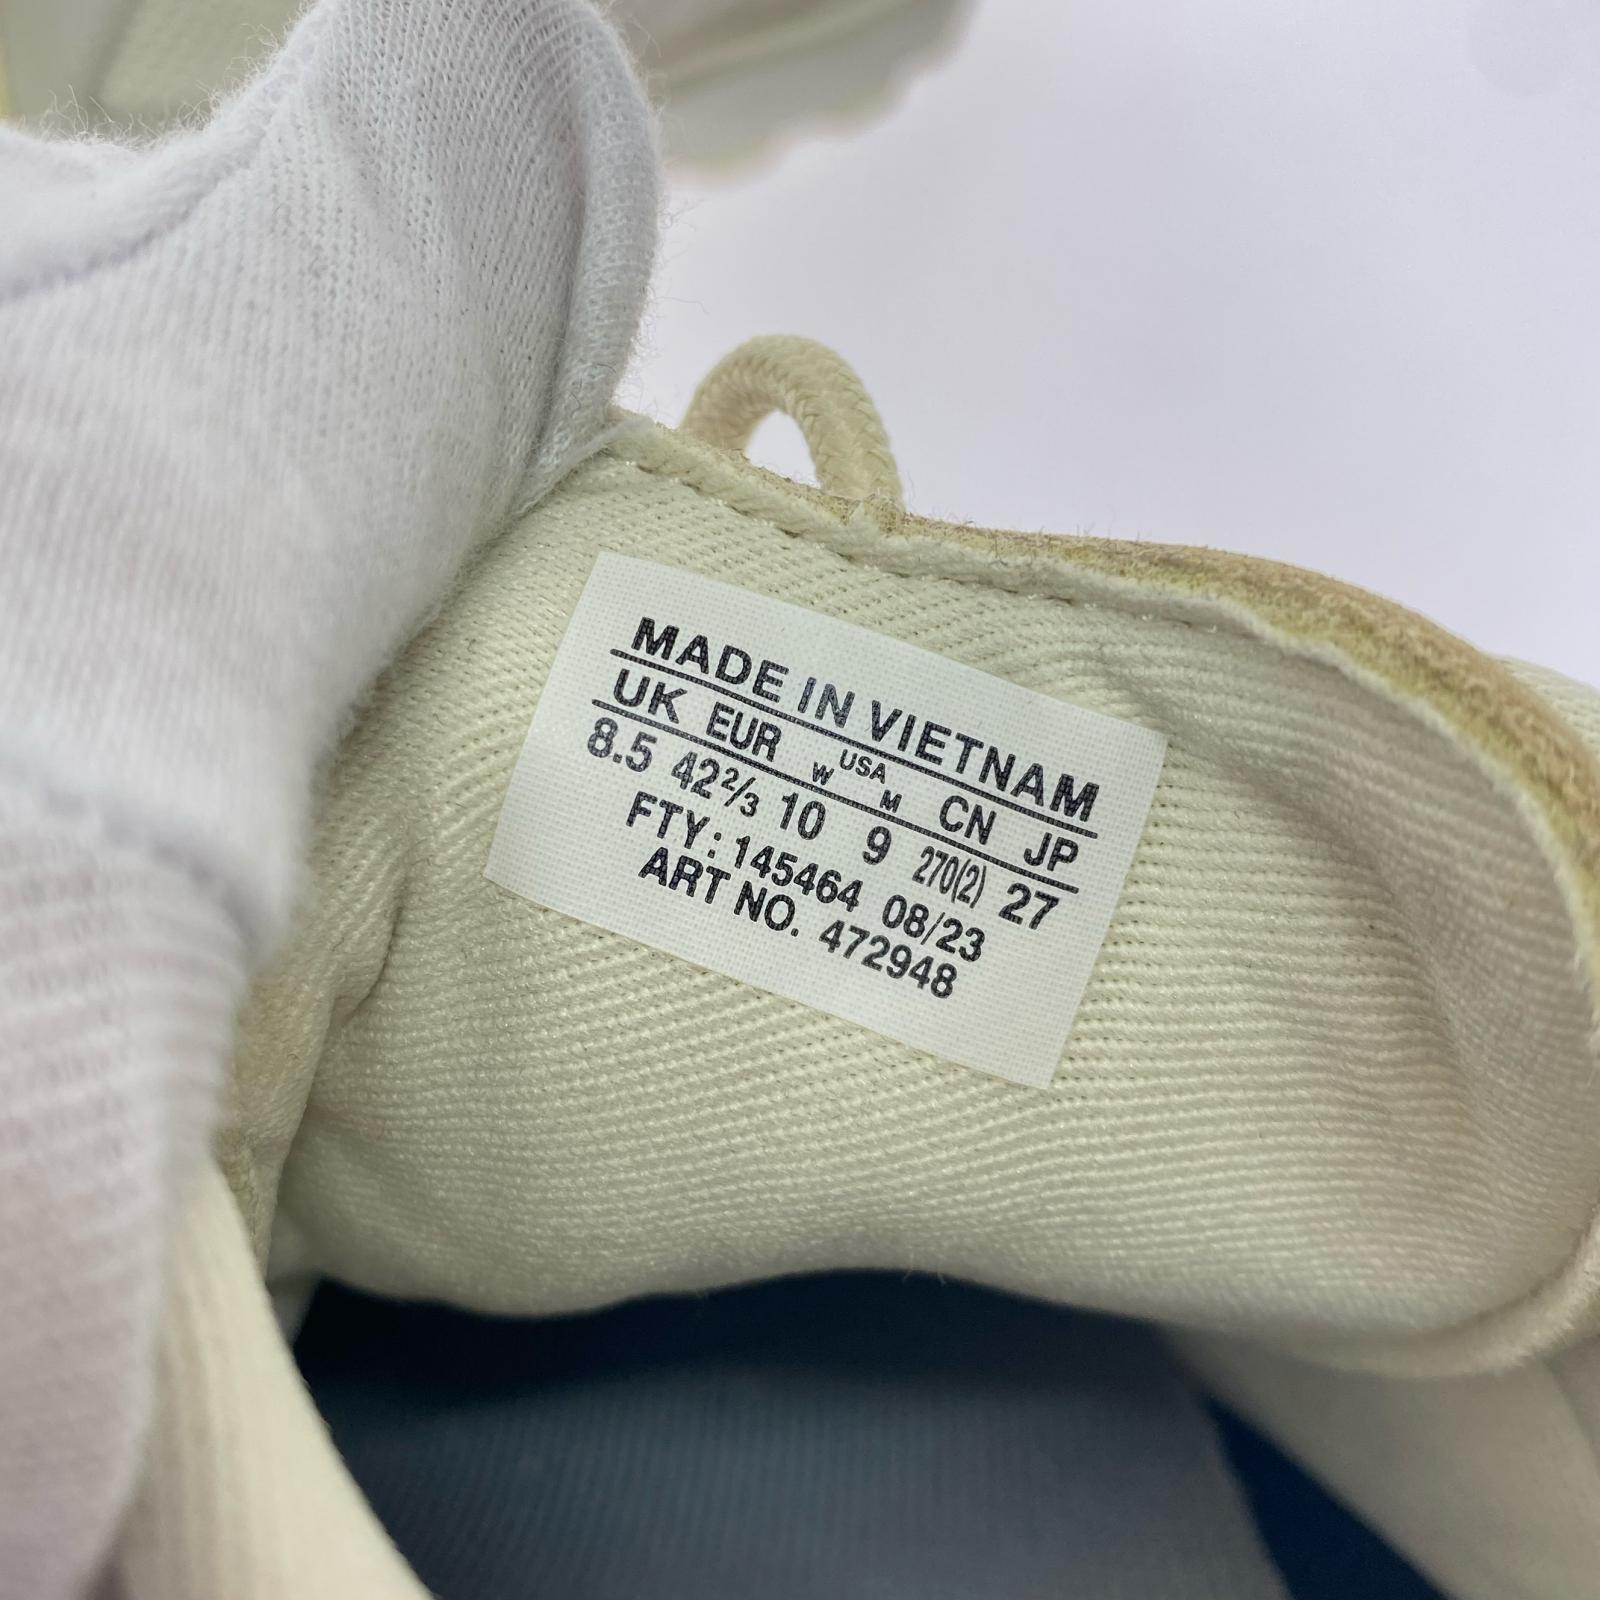 MADE IN VIETNAM
UK EUR W USA M CN JP
8.5 42⅔ 10 9 270(2) 27
FTY: 145464 08/23
ART NO. 472948